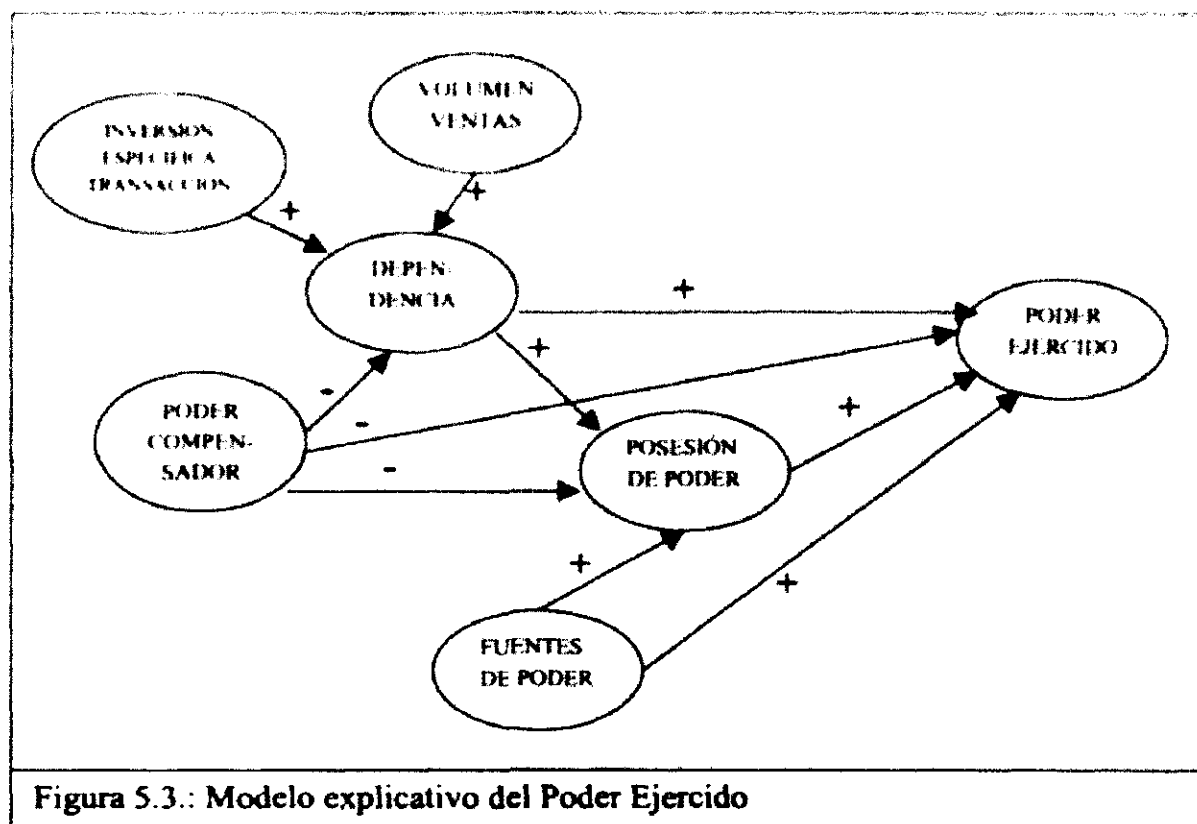 VOLUMEN
VENTAS
INVERSION
ESPECIFICA
TRANSACCION
+
+
DEPEN-
DENCIA
+
PODER
EJERCIDO
+
-
-
-
PODER
COMPEN-
SADOR
+
POSESIÓN
DE PODER
+
+
FUENTES
DE PODER
Figura 5.3.: Modelo explicativo del Poder Ejercido